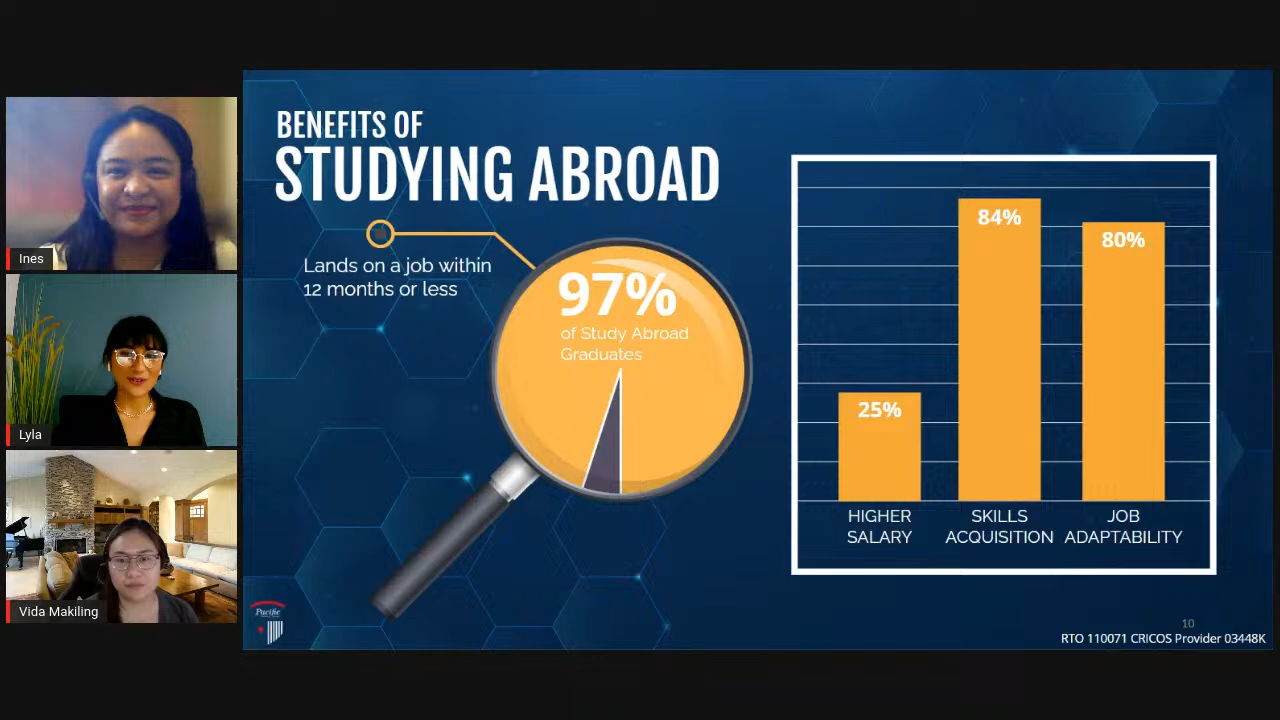 BENEFITS OF
STUDYING ABROAD
Lands on a job within
12 months or less
97%
of Study Abroad
Graduates
84%
80%
25%
HIGHER
SALARY
SKILLS
ACQUISITION
JOB
ADAPTABILITY
Ines
Lyla
Vida Makiling
Pacific
10
RTO 110071 CRICOS Provider 03448K